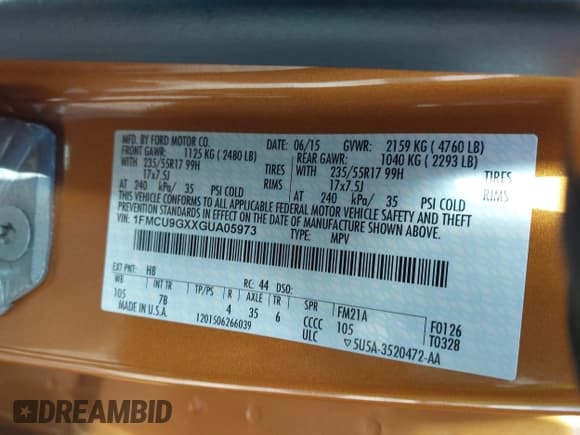 MFD. BY FORD MOTOR CO.
DATE: 06/15 GVWR: 2159 KG ( 4760 LB)
FRONT GAWR: 1125 KG ( 2480 LB) REAR GAWR: 1040 KG ( 2293 LB)
WITH 235/55R17 99H TIRES WITH 235/55R17 99H TIRES
17x7.5J RIMS 17x7.5J RIMS
AT 240 kPa/ 35 PSI COLD AT 240 kPa/ 35 PSI COLD
THIS VEHICLE CONFORMS TO ALL APPLICABLE FEDERAL MOTOR VEHICLE SAFETY AND THEFT
PREVENTION STANDARDS IN EFFECT ON THE DATE OF MANUFACTURE SHOWN ABOVE.
VIN: 1FMCU9GXXGUA05973 TYPE: MPV
EXT PNT: H8 RC: 44 DSO:
WB INT TR TP/PS R AXLE TR SPR FM21A F0126
105 7B 4 35 6 CCCC 105 T0328
MADE IN U.S.A. 1201506266039 ULC ▽5U5A-3520472-AA
DREAMBID